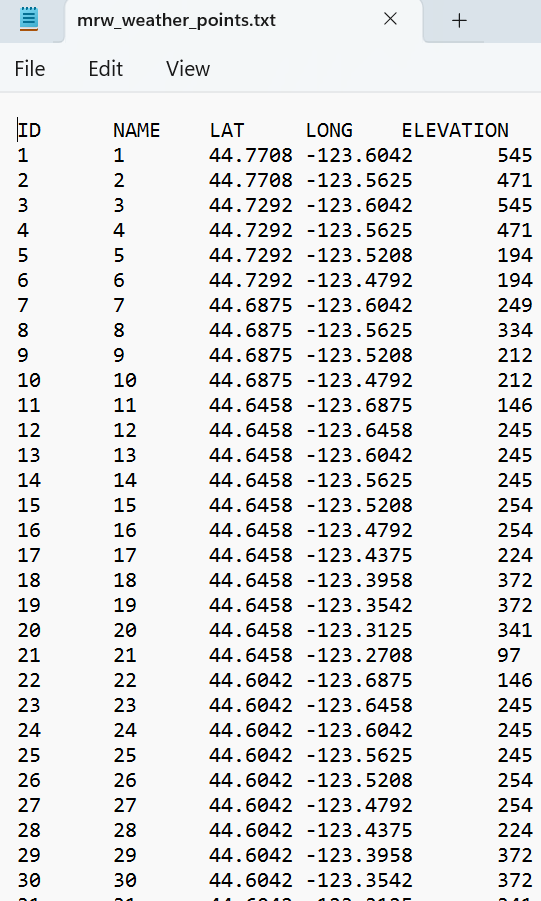 mrw_weather_points.txt
File Edit View
ID NAME LAT LONG ELEVATION
1 1 44.7708 -123.6042 545
2 2 44.7708 -123.5625 471
3 3 44.7292 -123.6042 545
4 4 44.7292 -123.5625 471
5 5 44.7292 -123.5208 194
6 6 44.7292 -123.4792 194
7 7 44.6875 -123.6042 249
8 8 44.6875 -123.5625 334
9 9 44.6875 -123.5208 212
10 10 44.6875 -123.4792 212
11 11 44.6458 -123.6875 146
12 12 44.6458 -123.6458 245
13 13 44.6458 -123.6042 245
14 14 44.6458 -123.5625 245
15 15 44.6458 -123.5208 254
16 16 44.6458 -123.4792 254
17 17 44.6458 -123.4375 224
18 18 44.6458 -123.3958 372
19 19 44.6458 -123.3542 372
20 20 44.6458 -123.3125 341
21 21 44.6458 -123.2708 97
22 22 44.6042 -123.6875 146
23 23 44.6042 -123.6458 245
24 24 44.6042 -123.6042 245
25 25 44.6042 -123.5625 245
26 26 44.6042 -123.5208 254
27 27 44.6042 -123.4792 254
28 28 44.6042 -123.4375 224
29 29 44.6042 -123.3958 372
30 30 44.6042 -123.3542 372